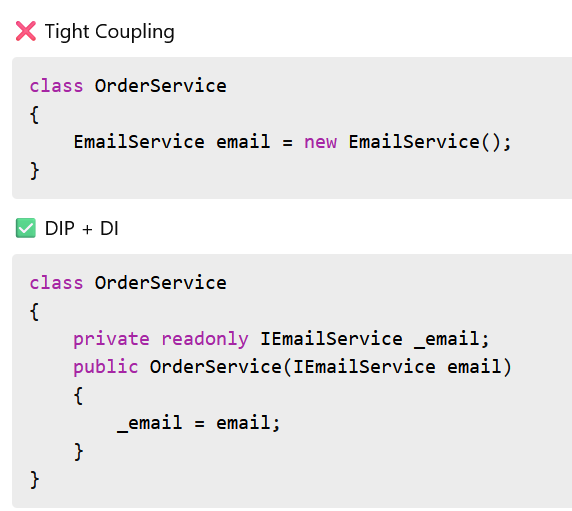 ❌ Tight Coupling
class OrderService
{
    EmailService email = new EmailService();
}
✅ DIP + DI
class OrderService
{
    private readonly IEmailService _email;
    public OrderService(IEmailService email)
    {
        _email = email;
    }
}